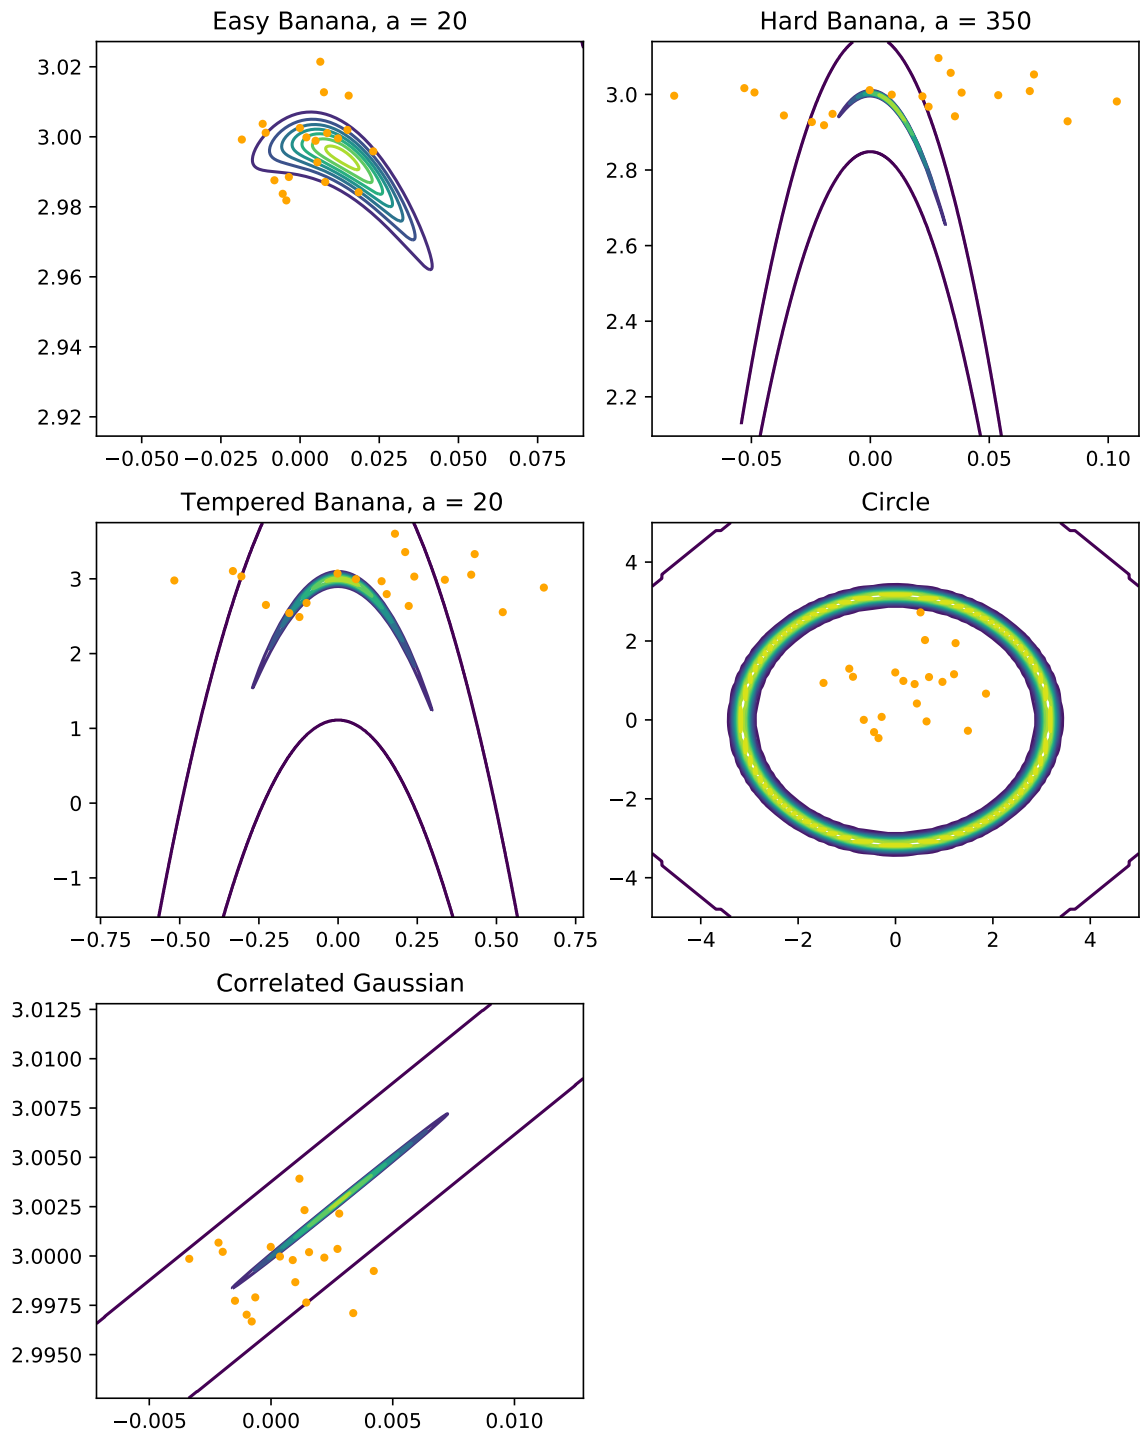 Easy Banana, a = 20
3.02
3.00
2.98
2.96
2.94
2.92
−0.050 −0.025 0.000 0.025 0.050 0.075
Hard Banana, a = 350
3.0
2.8
2.6
2.4
2.2
−0.05 0.00 0.05 0.10
Tempered Banana, a = 20
3
2
1
0
−1
−0.75 −0.50 −0.25 0.00 0.25 0.50 0.75
Circle
4
2
0
−2
−4
−4 −2 0 2 4
Correlated Gaussian
3.0125
3.0100
3.0075
3.0050
3.0025
3.0000
2.9975
2.9950
−0.005 0.000 0.005 0.010